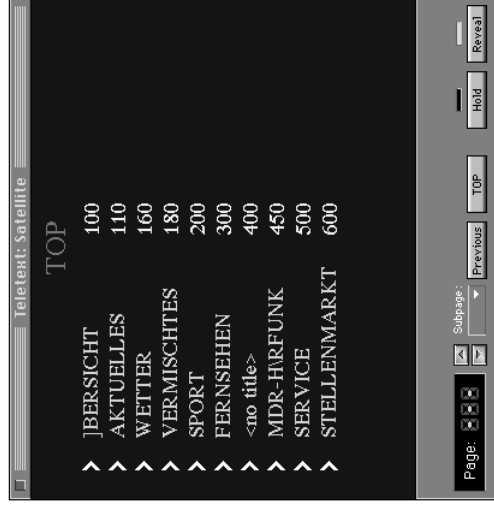 Teletext: Satellite
TOP
> ]BERSICHT 100
> AKTUELLES 110
> WETTER 160
> VERMISCHTES 180
> SPORT 200
> FERNSEHEN 300
> <no title> 400
> MDR-H\RFUNK 450
> SERVICE 500
> STELLENMARKT 600
Page: 888 Subpage: Previous TOP Hold Reveal